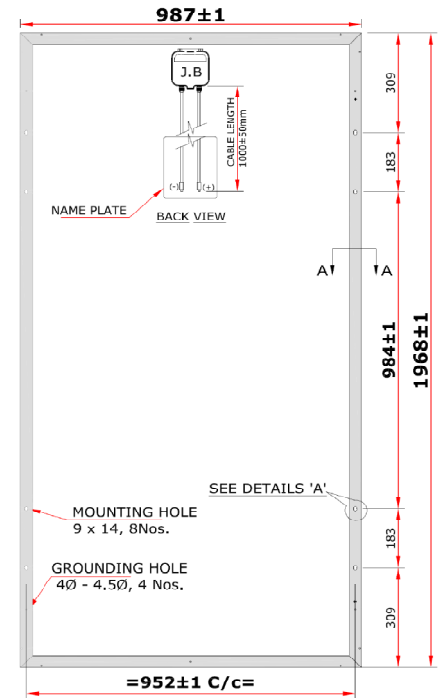 987±1
J.B
CABLE LENGTH
1000±50mm
309
183
(-) (+)
NAME PLATE
BACK VIEW
A A
984±1
1968±1
SEE DETAILS 'A'
MOUNTING HOLE
9 x 14, 8Nos.
183
GROUNDING HOLE
4Ø - 4.5Ø, 4 Nos.
309
=952±1 C/c=